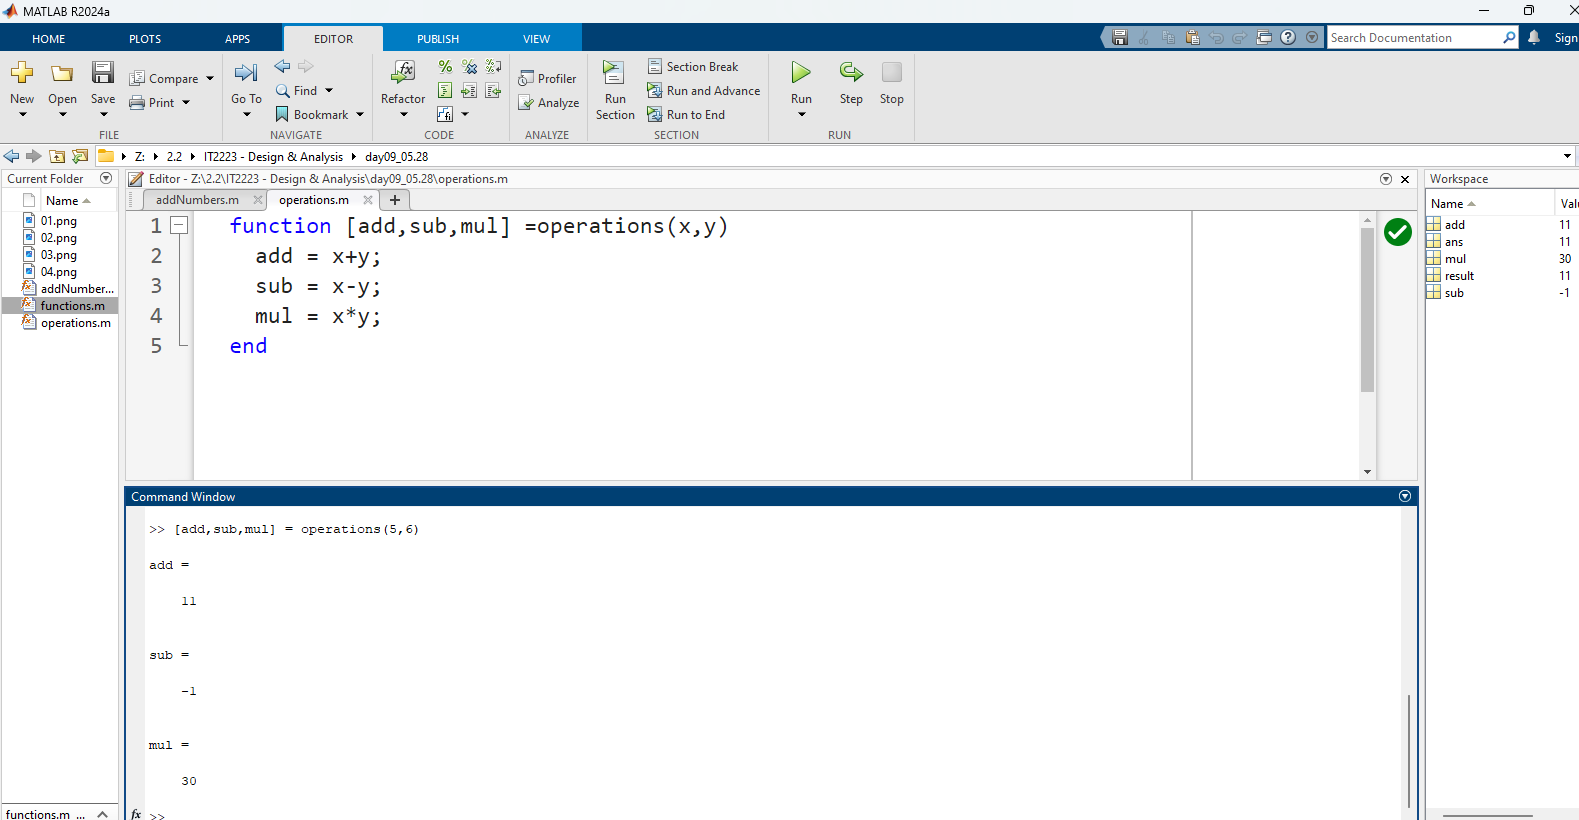 MATLAB R2024a
HOME PLOTS APPS EDITOR PUBLISH VIEW
Search Documentation
New Open Save Compare Print
FILE
Go To Find Bookmark
NAVIGATE
Refactor
CODE
Profiler
Analyze
ANALYZE
Run Section
Section Break
Run and Advance
Run to End
SECTION
Run Step Stop
RUN
Z: 2.2 IT2223 - Design & Analysis day09_05.28
Current Folder
Name
01.png
02.png
03.png
04.png
addNumber...
functions.m
operations.m
functions.m ...
Editor - Z:\2.2\IT2223 - Design & Analysis\day09_05.28\operations.m
addNumbers.m operations.m
1 function [add,sub,mul] =operations(x,y)
2 add = x+y;
3 sub = x-y;
4 mul = x*y;
5 end
Command Window
>> [add,sub,mul] = operations(5,6)
add =
11
sub =
-1
mul =
30
fx >>
Workspace
Name
add 11
ans 11
mul 30
result 11
sub -1